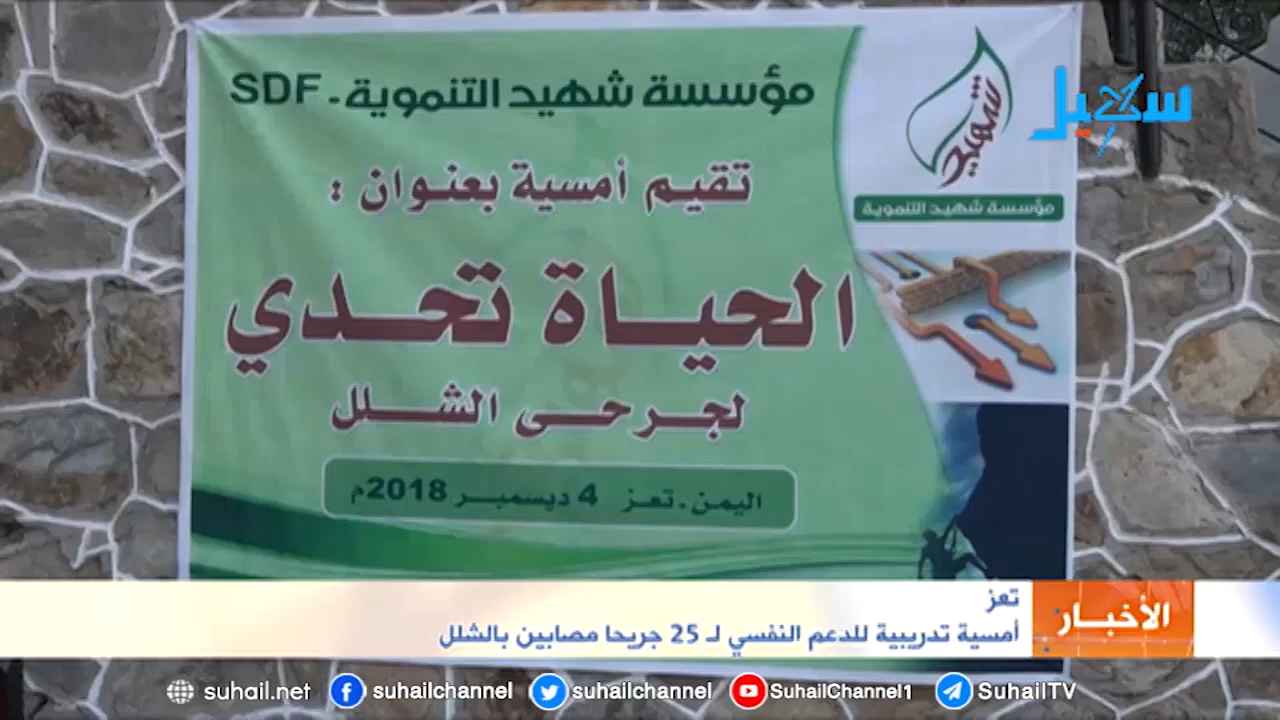 مؤسسة شهيد التنموية - SDF
تقيم أمسية بعنوان :
الحياة تحدي
لجرحى الشلل
اليمن - تعز 4 ديسمبر 2018م
شهيد
مؤسسة شهيد التنموية
سهيل
الأخبار
تعز
أمسية تدريبية للدعم النفسي لـ 25 جريحا مصابين بالشلل
suhail.net suhailchannel suhailchannel SuhailChannel1 SuhailTV